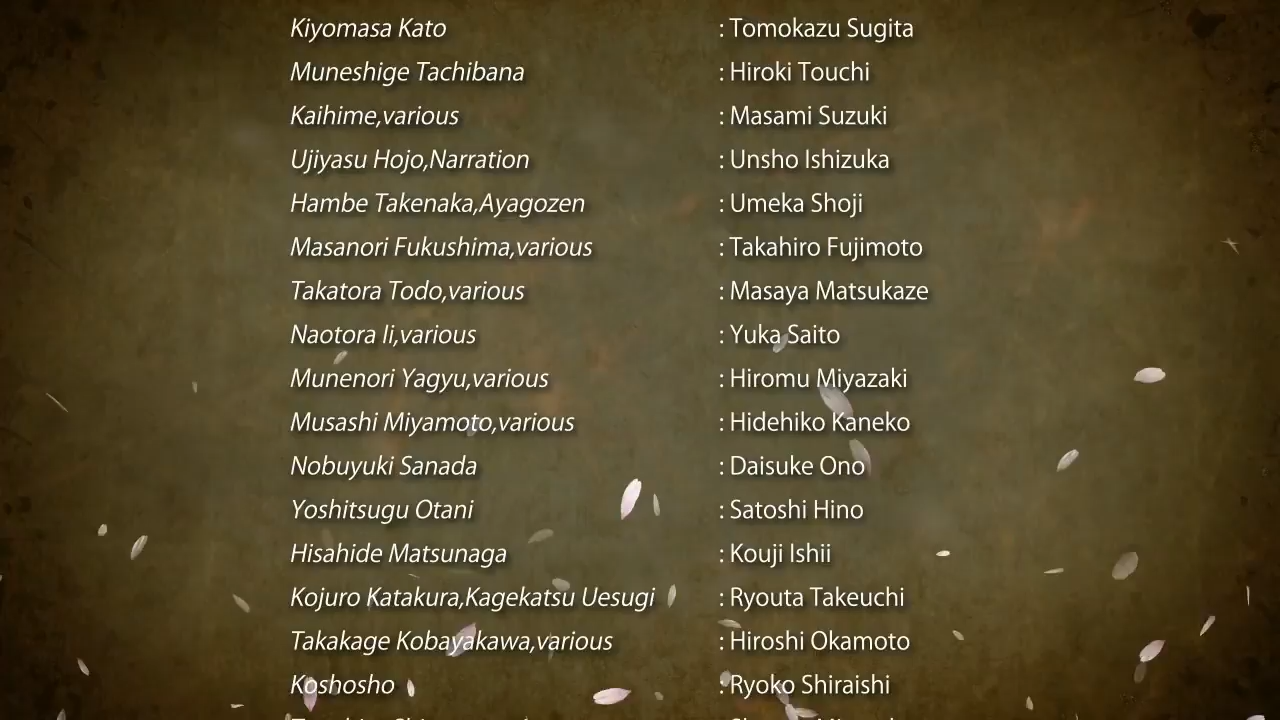 Kiyomasa Kato : Tomokazu Sugita
Muneshige Tachibana : Hiroki Touchi
Kaihime,various : Masami Suzuki
Ujiyasu Hojo,Narration : Unsho Ishizuka
Hambe Takenaka,Ayagozen : Umeka Shoji
Masanori Fukushima,various : Takahiro Fujimoto
Takatora Todo,various : Masaya Matsukaze
Naotora Ii,various : Yuka Saito
Munenori Yagyu,various : Hiromu Miyazaki
Musashi Miyamoto,various : Hidehiko Kaneko
Nobuyuki Sanada : Daisuke Ono
Yoshitsugu Otani : Satoshi Hino
Hisahide Matsunaga : Kouji Ishii
Kojuro Katakura,Kagekatsu Uesugi : Ryouta Takeuchi
Takakage Kobayakawa,various : Hiroshi Okamoto
Koshosho : Ryoko Shiraishi